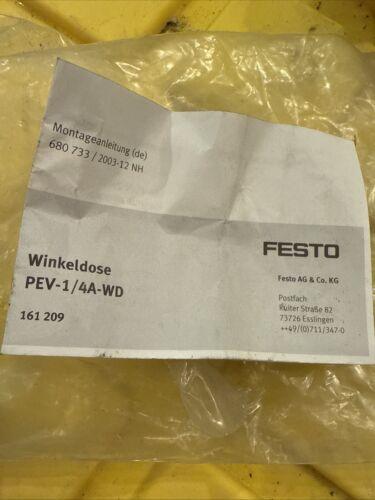 Montageanleitung (de)
680 733 / 2003-12 NH
Winkeldose
PEV-1/4A-WD
161 209
FESTO
Festo AG & Co. KG
Postfach
Ruiter Straße 82
73726 Esslingen
++49/(0)711/347-0